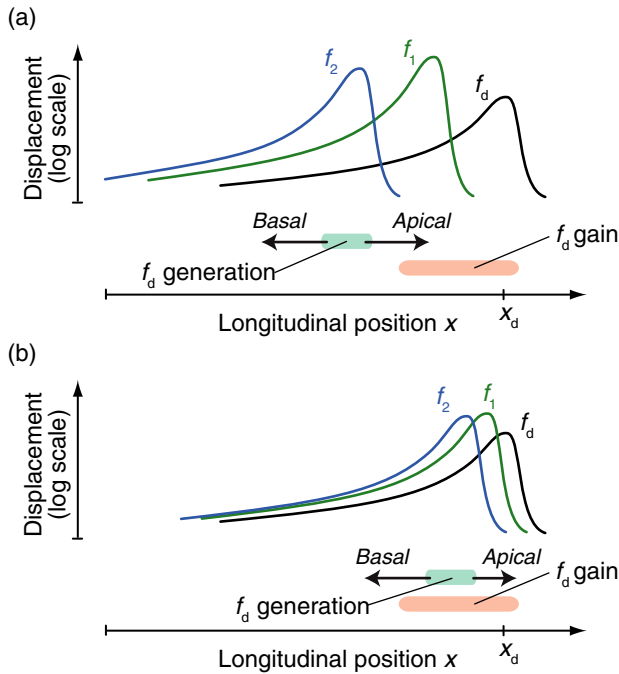 (a)
Displacement
(log scale)
f2
f1
fd
Basal
Apical
fd gain
fd generation
xd
Longitudinal position x
(b)
Displacement
(log scale)
f2
f1
fd
Basal
Apical
fd gain
fd generation
xd
Longitudinal position x